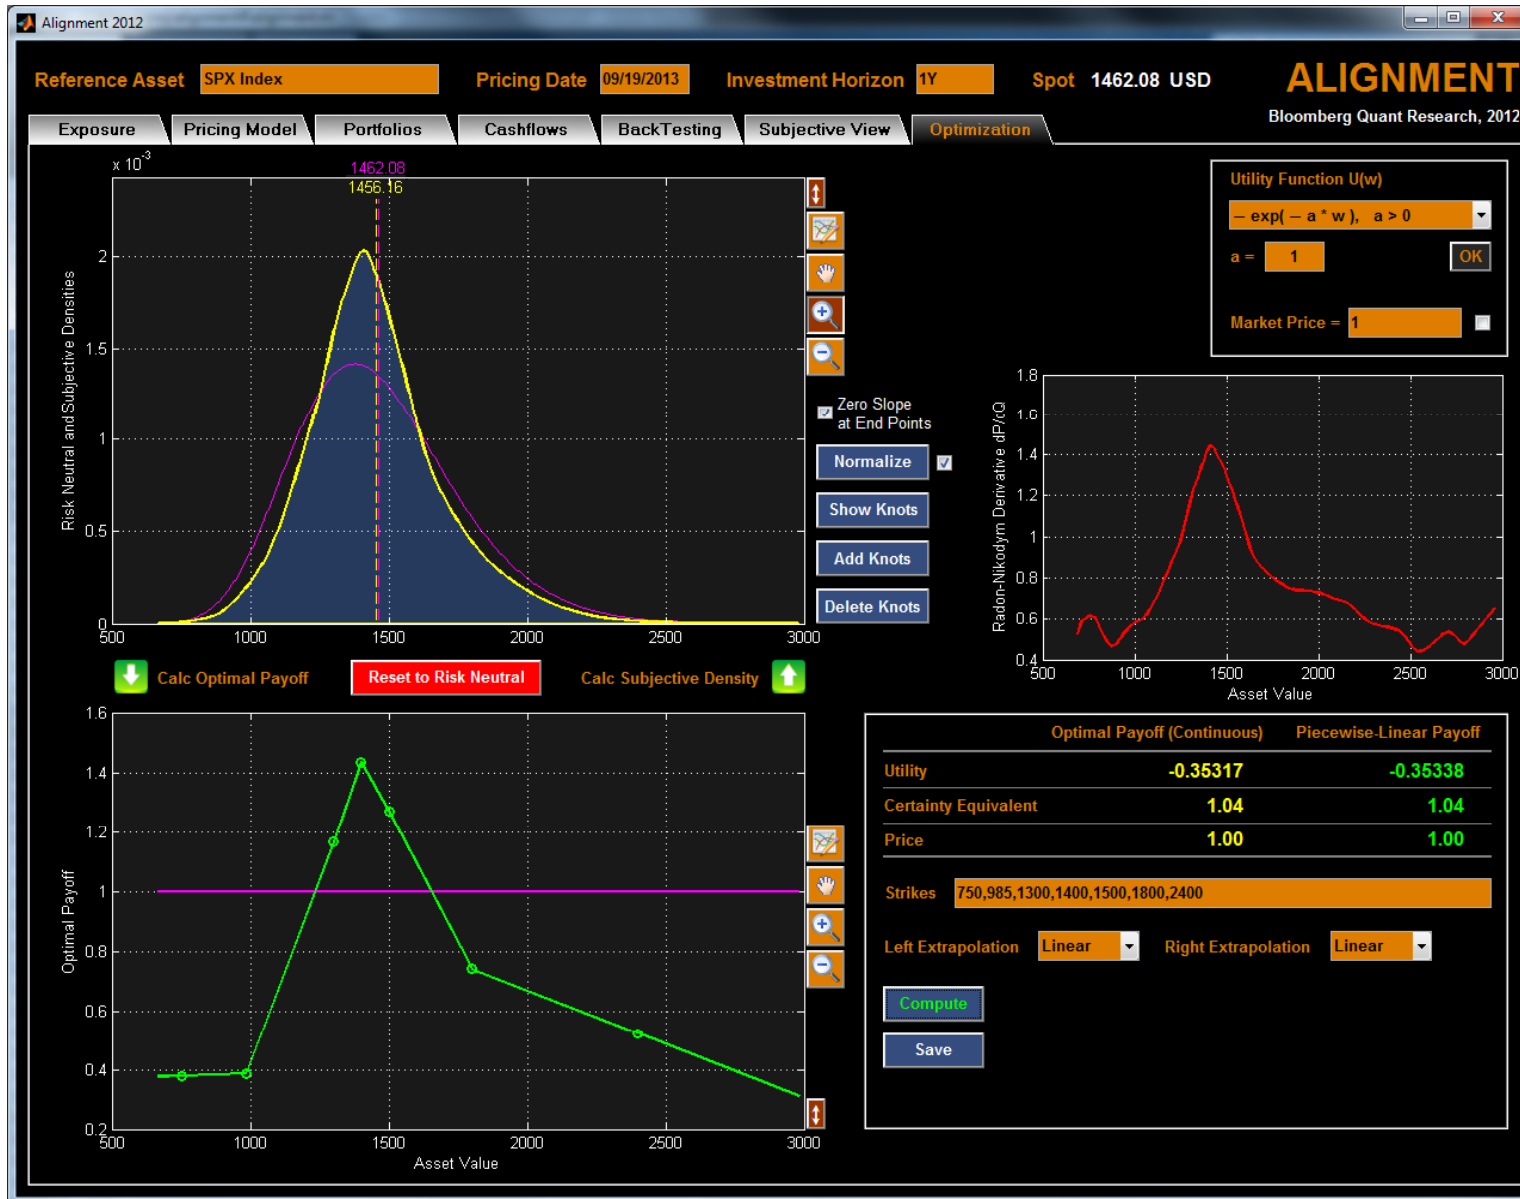 Alignment 2012
Reference Asset SPX Index Pricing Date 09/19/2013 Investment Horizon 1Y Spot 1462.08 USD
ALIGNMENT
Bloomberg Quant Research, 2012
Exposure Pricing Model Portfolios Cashflows BackTesting Subjective View Optimization
x 10^-3
1462.08
1456.16
2
1.5
1
0.5
0
500 1000 1500 2000 2500 3000
Risk Neutral and Subjective Densities
Zero Slope
at End Points
Normalize
Show Knots
Add Knots
Delete Knots
Utility Function U(w)
– exp( – a * w ), a > 0
a = 1 OK
Market Price = 1
1.8
1.6
1.4
1.2
1
0.8
0.6
0.4
500 1000 1500 2000 2500 3000
Asset Value
Radon-Nikodym Derivative dP/dQ
Calc Optimal Payoff Reset to Risk Neutral Calc Subjective Density
1.6
1.4
1.2
1
0.8
0.6
0.4
0.2
500 1000 1500 2000 2500 3000
Asset Value
Optimal Payoff
Optimal Payoff (Continuous) Piecewise-Linear Payoff
Utility -0.35317 -0.35338
Certainty Equivalent 1.04 1.04
Price 1.00 1.00
Strikes 750,985,1300,1400,1500,1800,2400
Left Extrapolation Linear Right Extrapolation Linear
Compute
Save